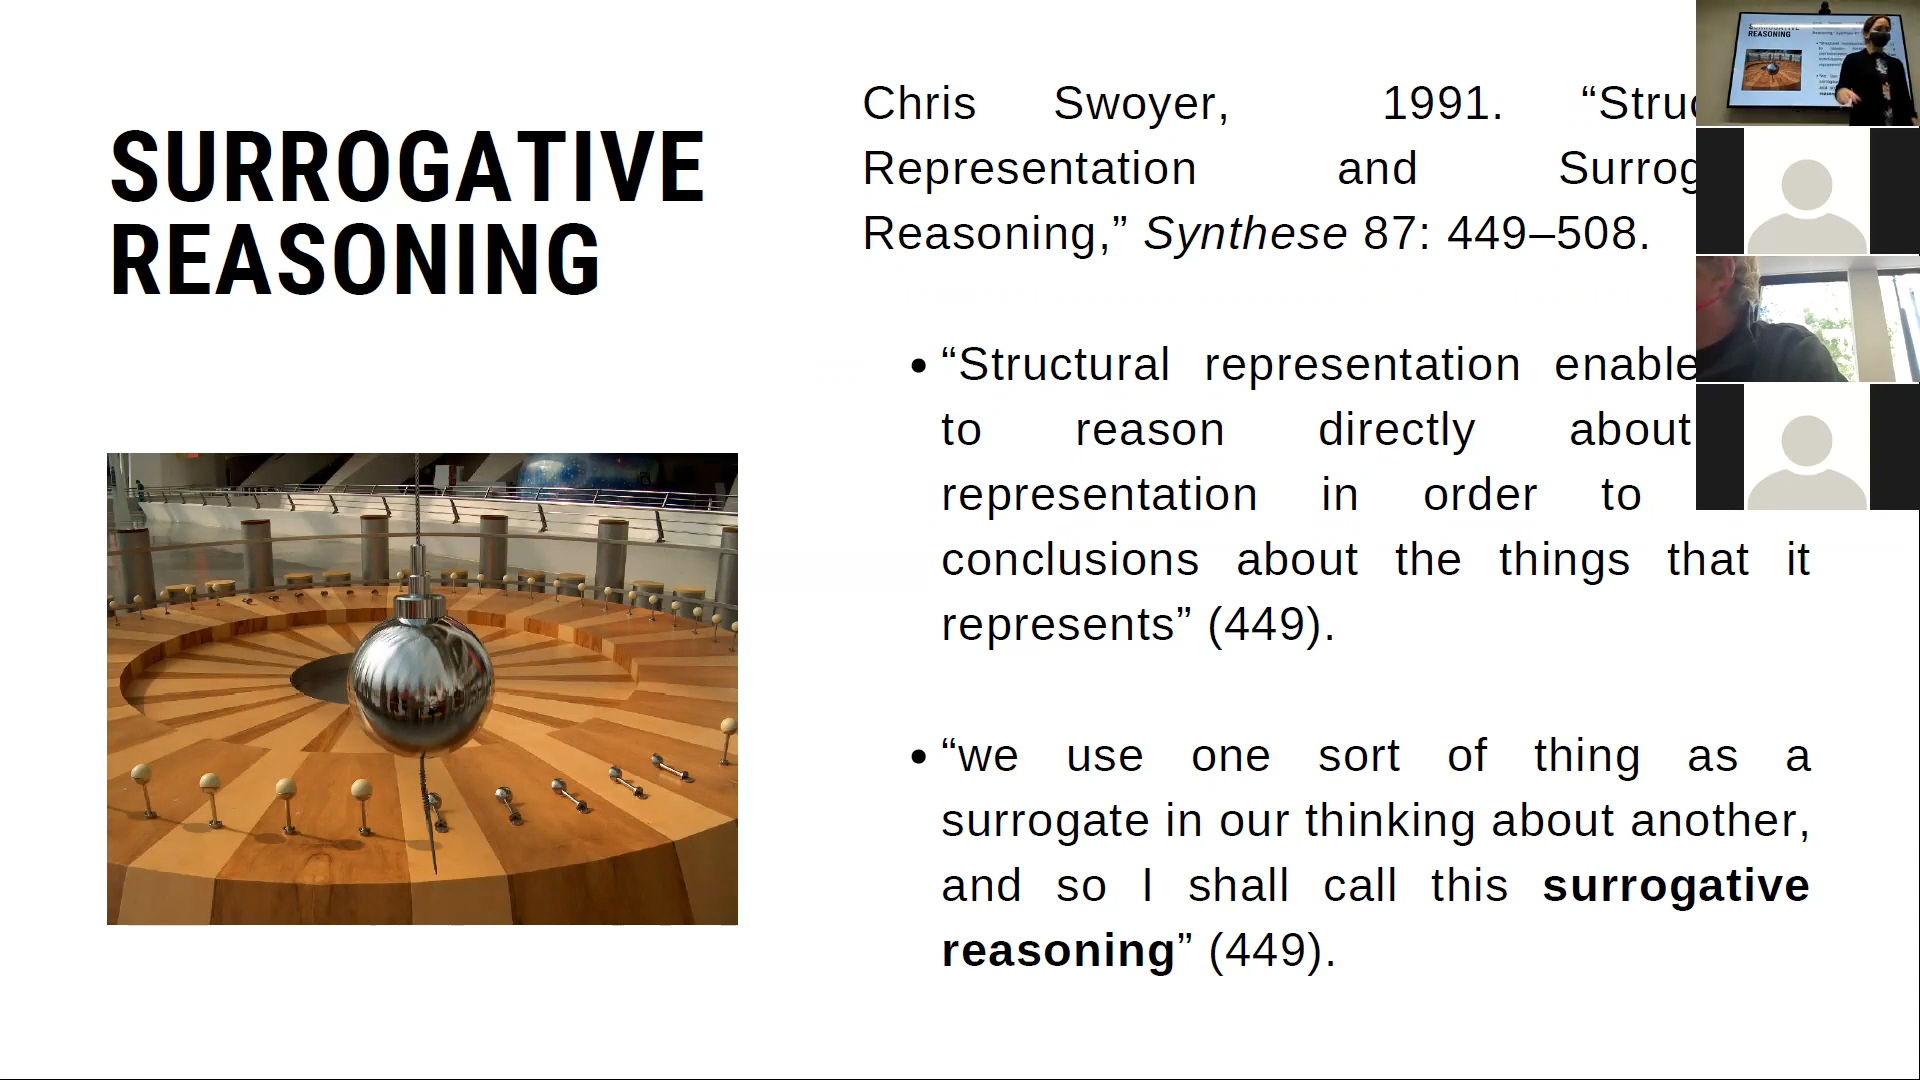 SURROGATIVE
REASONING
Chris Swoyer, 1991. “Struc
Representation and Surrog
Reasoning,” Synthese 87: 449–508.
• “Structural representation enable
to reason directly about
representation in order to
conclusions about the things that it
represents” (449).
• “we use one sort of thing as a
surrogate in our thinking about another,
and so I shall call this surrogative
reasoning” (449).
REASONING